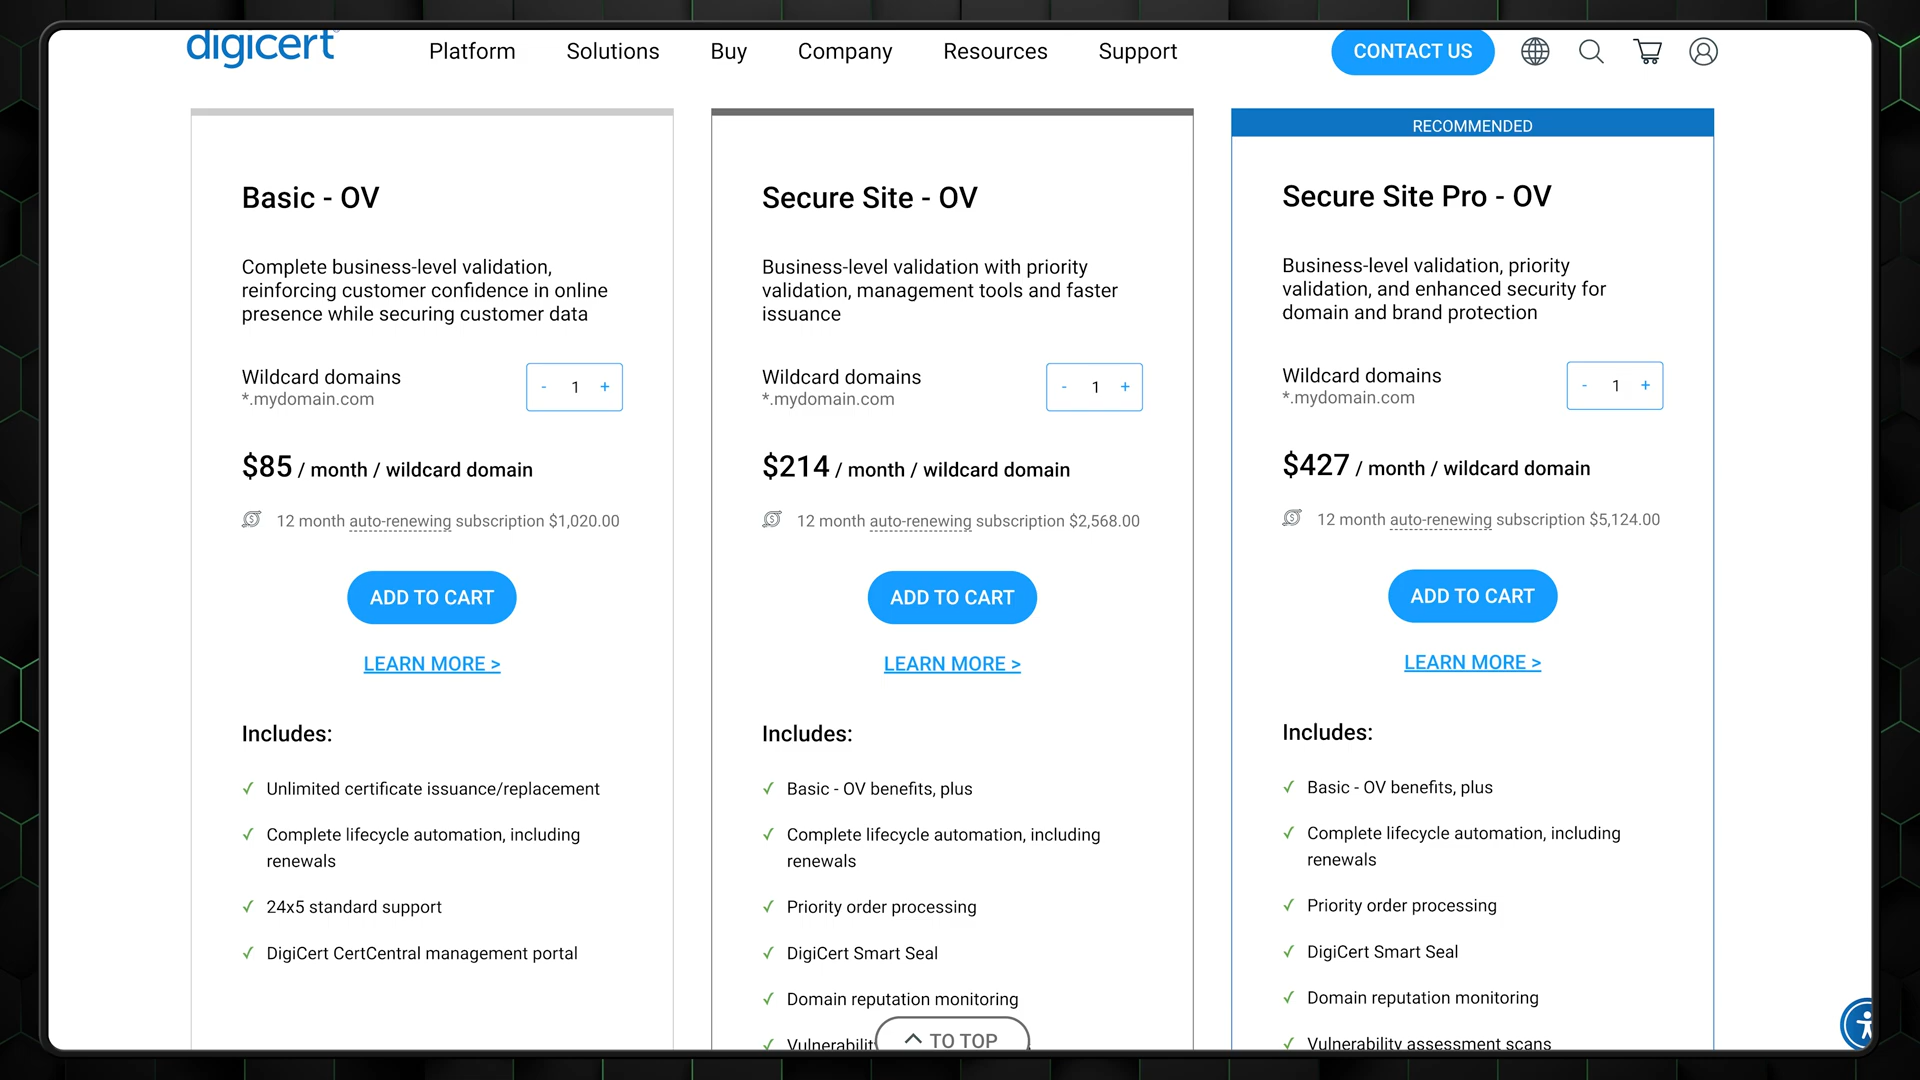 digicert
Platform
Solutions
Buy
Company
Resources
Support
CONTACT US
Basic - OV
Complete business-level validation,
reinforcing customer confidence in online
presence while securing customer data
Wildcard domains
*.mydomain.com
- 1 +
$85 / month / wildcard domain
12 month auto-renewing subscription $1,020.00
ADD TO CART
LEARN MORE >
Includes:
✓ Unlimited certificate issuance/replacement
✓ Complete lifecycle automation, including
renewals
✓ 24x5 standard support
✓ DigiCert CertCentral management portal
Secure Site - OV
Business-level validation with priority
validation, management tools and faster
issuance
Wildcard domains
*.mydomain.com
- 1 +
$214 / month / wildcard domain
12 month auto-renewing subscription $2,568.00
ADD TO CART
LEARN MORE >
Includes:
✓ Basic - OV benefits, plus
✓ Complete lifecycle automation, including
renewals
✓ Priority order processing
✓ DigiCert Smart Seal
✓ Domain reputation monitoring
✓ Vulnerabilit
TO TOP
RECOMMENDED
Secure Site Pro - OV
Business-level validation, priority
validation, and enhanced security for
domain and brand protection
Wildcard domains
*.mydomain.com
- 1 +
$427 / month / wildcard domain
12 month auto-renewing subscription $5,124.00
ADD TO CART
LEARN MORE >
Includes:
✓ Basic - OV benefits, plus
✓ Complete lifecycle automation, including
renewals
✓ Priority order processing
✓ DigiCert Smart Seal
✓ Domain reputation monitoring
✓ Vulnerability assessment scans